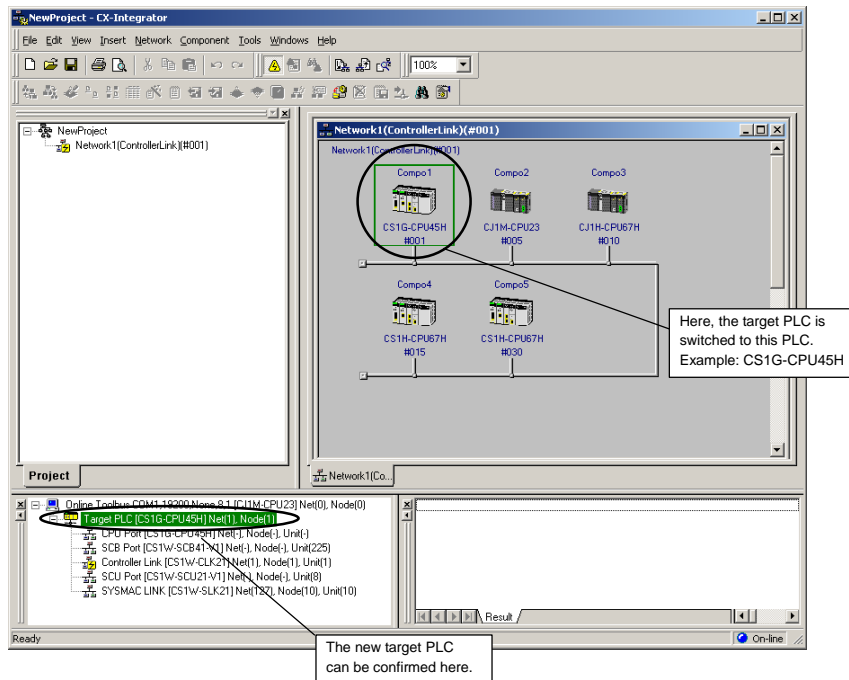 NewProject - CX-Integrator
File Edit View Insert Network Component Tools Windows Help
100%
NewProject
Network1(ControllerLink)(#001)
Project
Network1(ControllerLink)(#001)
Network1(ControllerLink)(#001)
Compo1
Compo2
Compo3
CS1G-CPU45H
CJ1M-CPU23
CJ1H-CPU67H
#001
#005
#010
Compo4
Compo5
CS1H-CPU67H
CS1H-CPU67H
#015
#030
Network1(Co...
Here, the target PLC is
switched to this PLC.
Example: CS1G-CPU45H
Online Toolbus COM1,19200,None,8,1 [CJ1M-CPU23] Net(0), Node(0)
Target PLC [CS1G-CPU45H] Net(1), Node(1)
CPU Port [CS1G-CPU45H] Net(-), Node(-), Unit(-)
SCB Port [CS1W-SCB41-V1] Net(-), Node(-), Unit(225)
Controller Link [CS1W-CLK21] Net(1), Node(1), Unit(1)
SCU Port [CS1W-SCU21-V1] Net(-), Node(-), Unit(8)
SYSMAC LINK [CS1W-SLK21] Net(127), Node(10), Unit(10)
Result
Ready
On-line
The new target PLC
can be confirmed here.